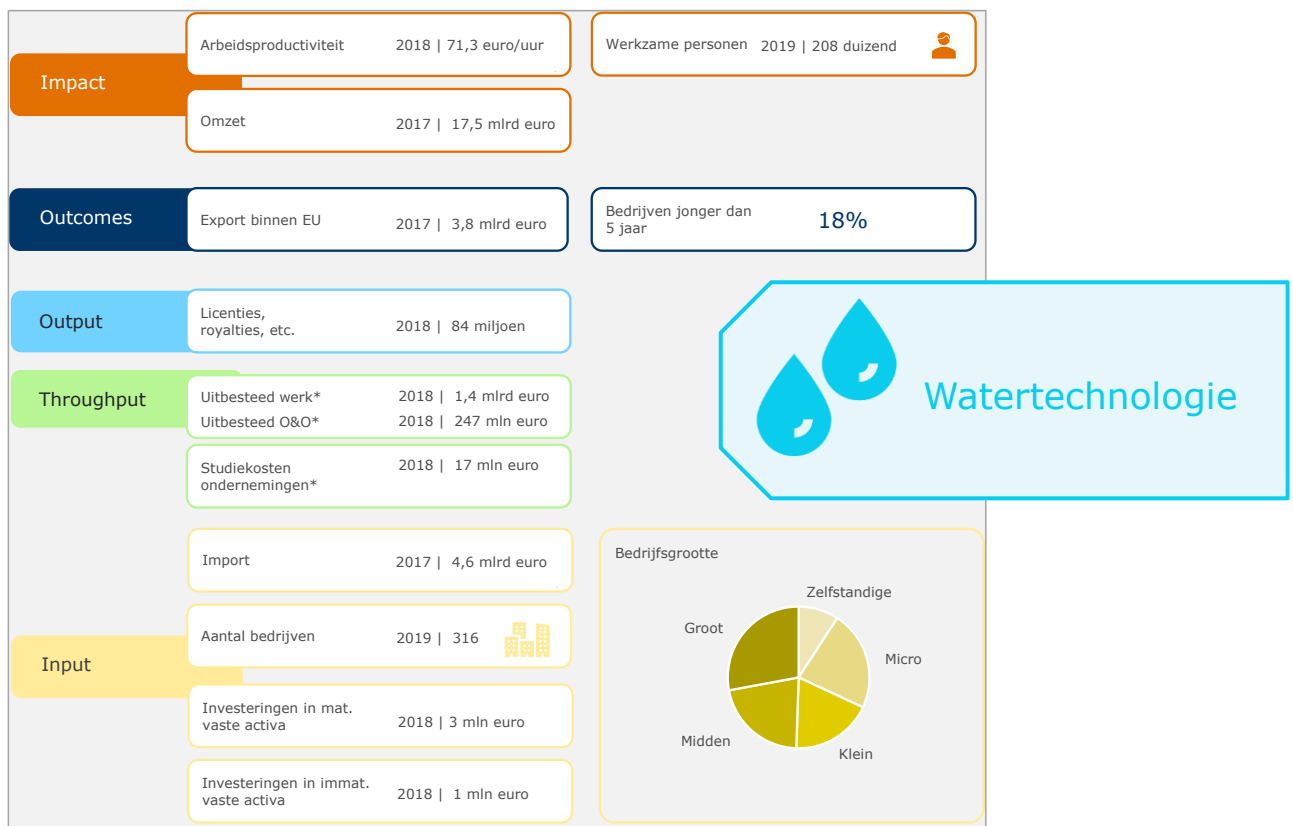 Impact
Arbeidsproductiviteit 2018 | 71,3 euro/uur
Werkzame personen 2019 | 208 duizend
Omzet 2017 | 17,5 mlrd euro
Outcomes
Export binnen EU 2017 | 3,8 mlrd euro
Bedrijven jonger dan
5 jaar
18%
Output
Licenties,
royalties, etc.
2018 | 84 miljoen
Throughput
Uitbesteed werk* 2018 | 1,4 mlrd euro
Uitbesteed O&O* 2018 | 247 mln euro
Studiekosten
ondernemingen*
2018 | 17 mln euro
Watertechnologie
Input
Import 2017 | 4,6 mlrd euro
Aantal bedrijven 2019 | 316
Investeringen in mat.
vaste activa
2018 | 3 mln euro
Investeringen in immat.
vaste activa
2018 | 1 mln euro
Bedrijfsgrootte
Zelfstandige
Groot
Micro
Midden
Klein